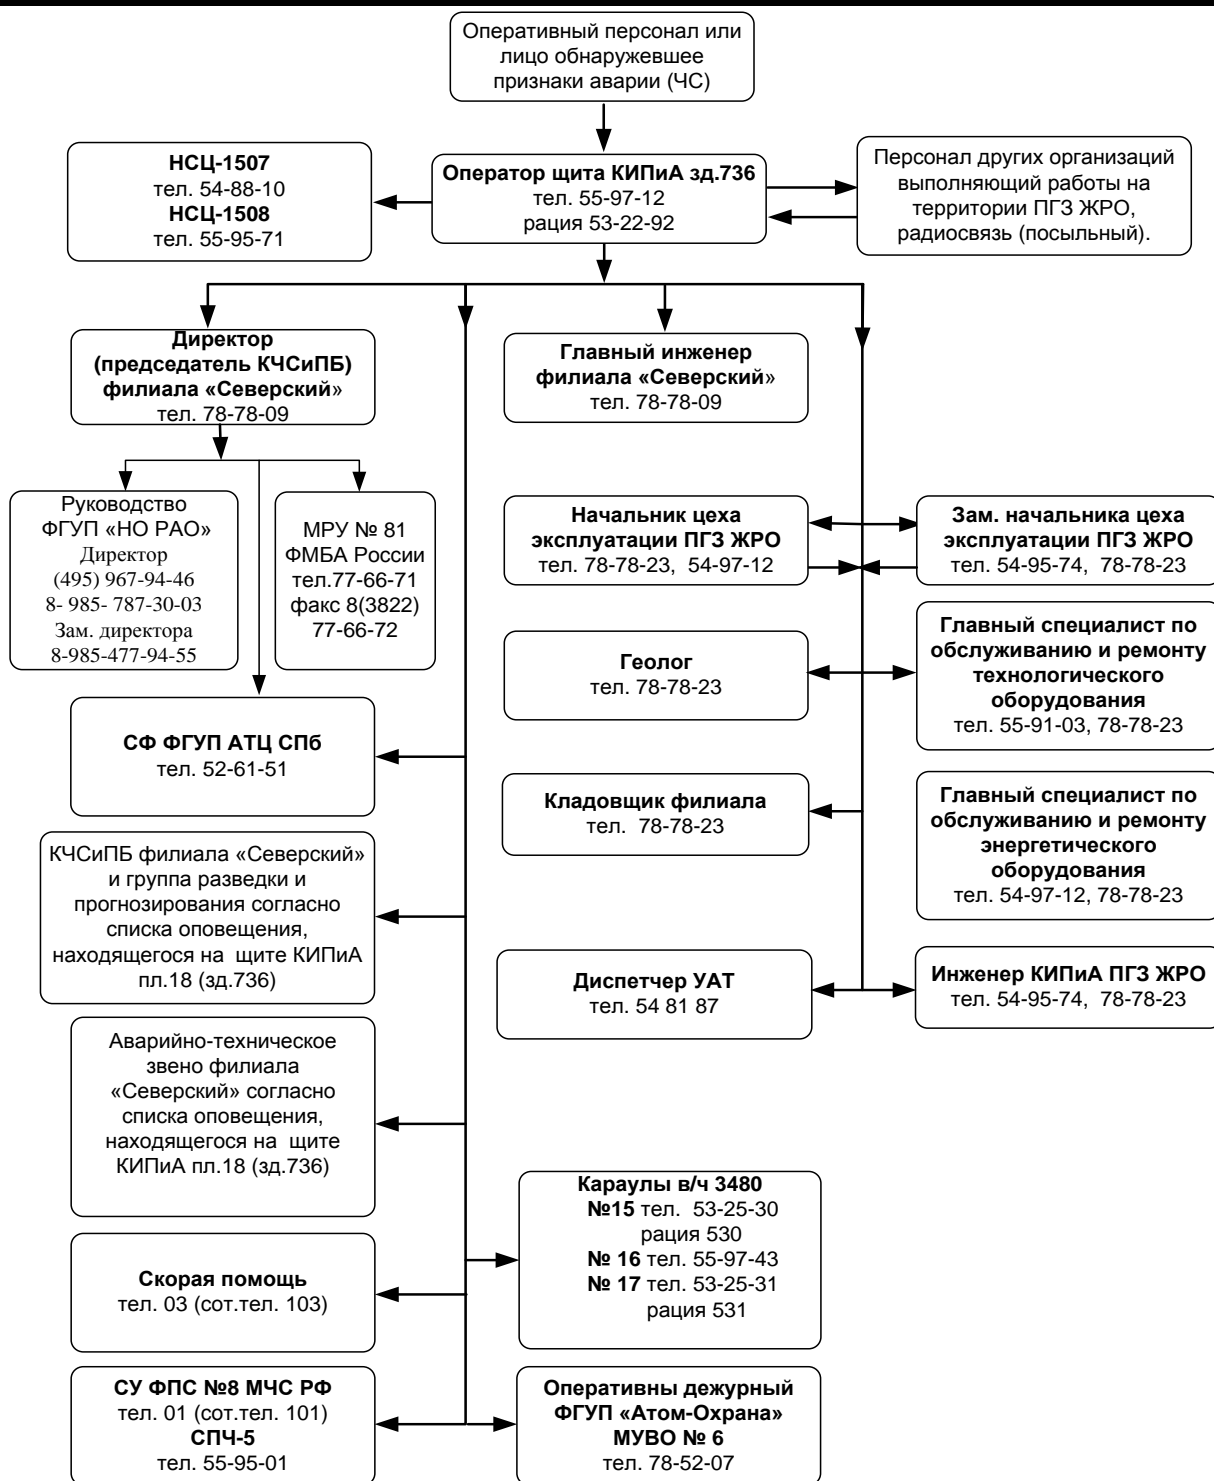 Оперативный персонал или
лицо обнаружевшее
признаки аварии (ЧС)
НСЦ-1507
тел. 54-88-10
НСЦ-1508
тел. 55-95-71
Оператор щита КИПиА зд.736
тел. 55-97-12
рация 53-22-92
Персонал других организаций
выполняющий работы на
территории ПГЗ ЖРО,
радиосвязь (посыльный).
Директор
(председатель КЧСиПБ)
филиала «Северский»
тел. 78-78-09
Главный инженер
филиала «Северский»
тел. 78-78-09
Руководство
ФГУП «НО РАО»
Директор
(495) 967-94-46
8- 985- 787-30-03
Зам. директора
8-985-477-94-55
МРУ № 81
ФМБА России
тел.77-66-71
факс 8(3822)
77-66-72
Начальник цеха
эксплуатации ПГЗ ЖРО
тел. 78-78-23, 54-97-12
Зам. начальника цеха
эксплуатации ПГЗ ЖРО
тел. 54-95-74, 78-78-23
Геолог
тел. 78-78-23
Главный специалист по
обслуживанию и ремонту
технологического
оборудования
тел. 55-91-03, 78-78-23
СФ ФГУП АТЦ СПб
тел. 52-61-51
Кладовщик филиала
тел. 78-78-23
Главный специалист по
обслуживанию и ремонту
энергетического
оборудования
тел. 54-97-12, 78-78-23
КЧСиПБ филиала «Северский»
и группа разведки и
прогнозирования согласно
списка оповещения,
находящегося на щите КИПиА
пл.18 (зд.736)
Диспетчер УАТ
тел. 54 81 87
Инженер КИПиА ПГЗ ЖРО
тел. 54-95-74, 78-78-23
Аварийно-техническое
звено филиала
«Северский» согласно
списка оповещения,
находящегося на щите
КИПиА пл.18 (зд.736)
Караулы в/ч 3480
№15 тел. 53-25-30
рация 530
№ 16 тел. 55-97-43
№ 17 тел. 53-25-31
рация 531
Скорая помощь
тел. 03 (сот.тел. 103)
СУ ФПС №8 МЧС РФ
тел. 01 (сот.тел. 101)
СПЧ-5
тел. 55-95-01
Оперативны дежурный
ФГУП «Атом-Охрана»
МУВО № 6
тел. 78-52-07